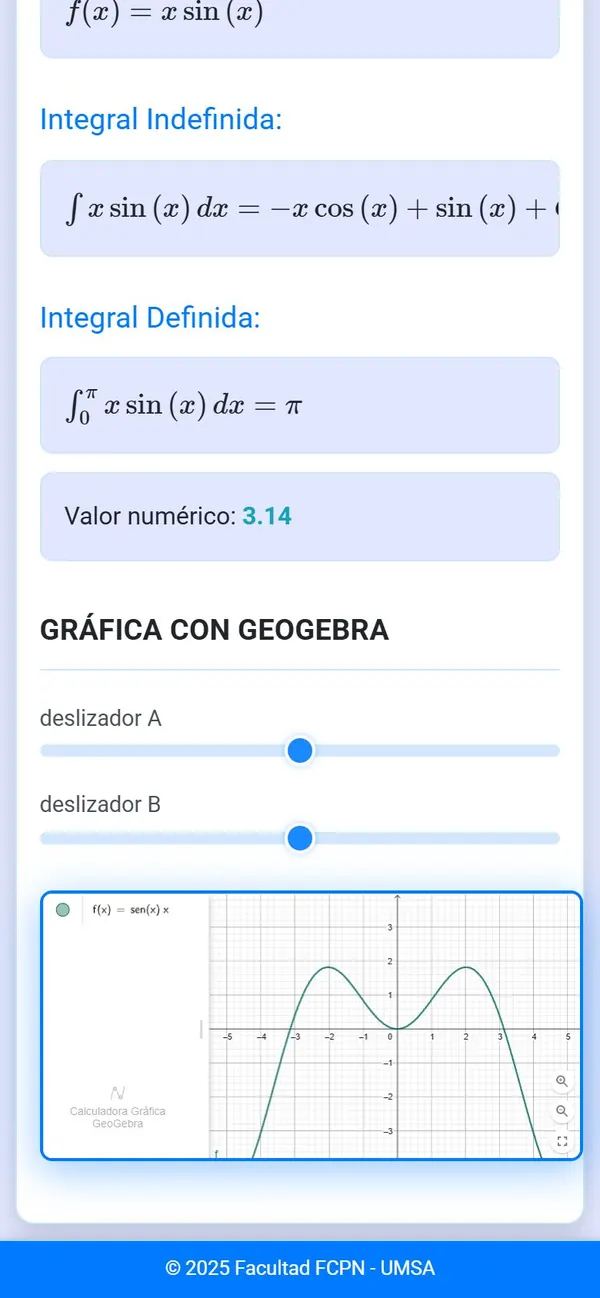 f(x) = x sin (x)
Integral Indefinida:
∫ x sin (x) dx = −x cos (x) + sin (x) +
Integral Definida:
∫₀^π x sin (x) dx = π
Valor numérico: 3.14
GRÁFICA CON GEOGEBRA
deslizador A
deslizador B
f(x) = sen(x) x
3
2
1
−5 −4 −3 −2 −1 0 1 2 3 4 5
−1
−2
−3
f
Calculadora Gráfica
GeoGebra
© 2025 Facultad FCPN - UMSA